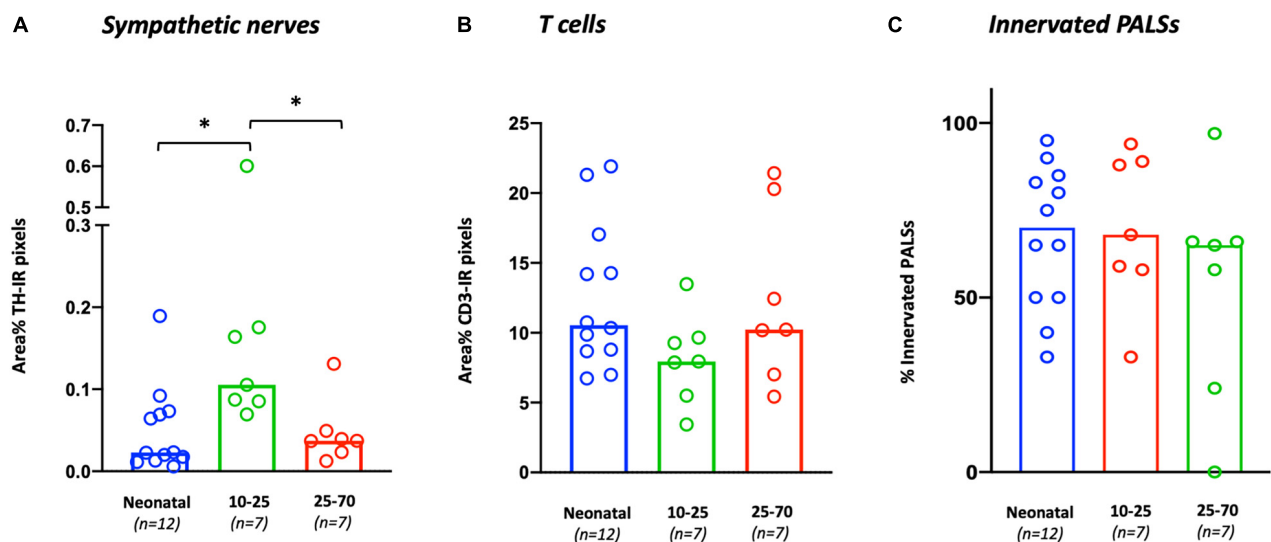 A
Sympathetic nerves
*
*
Area% TH-IR pixels
0.7
0.6
0.5
0.3
0.2
0.1
0.0
Neonatal
(n=12)
10-25
(n=7)
25-70
(n=7)
B
T cells
Area% CD3-IR pixels
25
20
15
10
5
0
Neonatal
(n=12)
10-25
(n=7)
25-70
(n=7)
C
Innervated PALSs
% Innervated PALSs
100
50
0
Neonatal
(n=12)
10-25
(n=7)
25-70
(n=7)